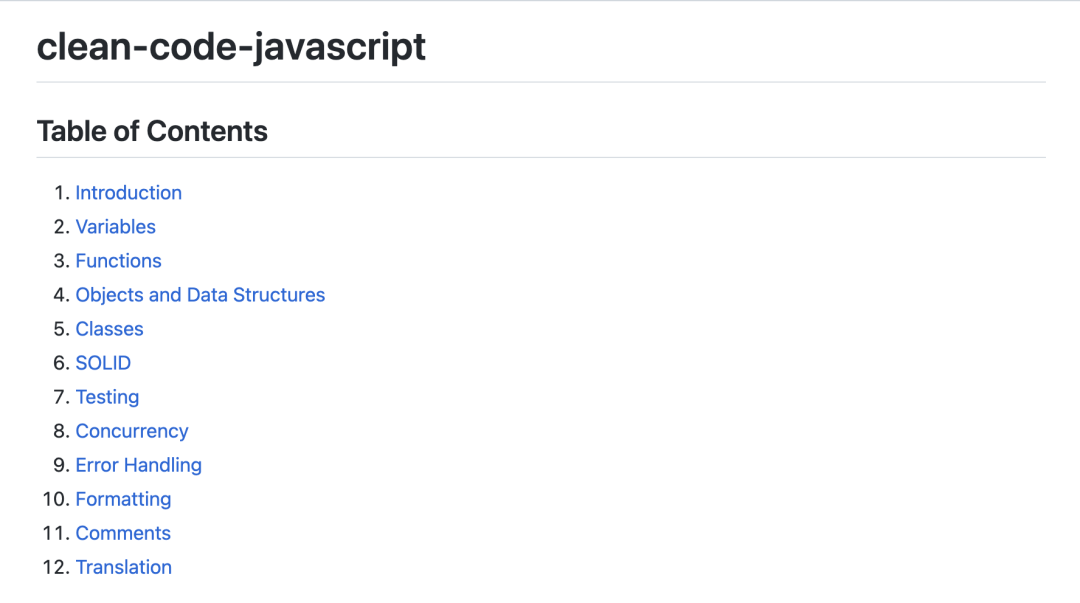 clean-code-javascript
Table of Contents
1. Introduction
2. Variables
3. Functions
4. Objects and Data Structures
5. Classes
6. SOLID
7. Testing
8. Concurrency
9. Error Handling
10. Formatting
11. Comments
12. Translation